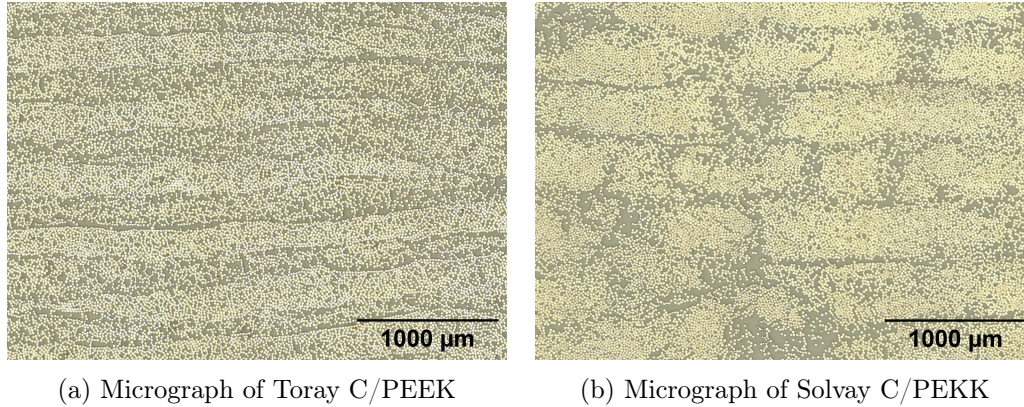 1000 µm
1000 µm
(a) Micrograph of Toray C/PEEK
(b) Micrograph of Solvay C/PEKK